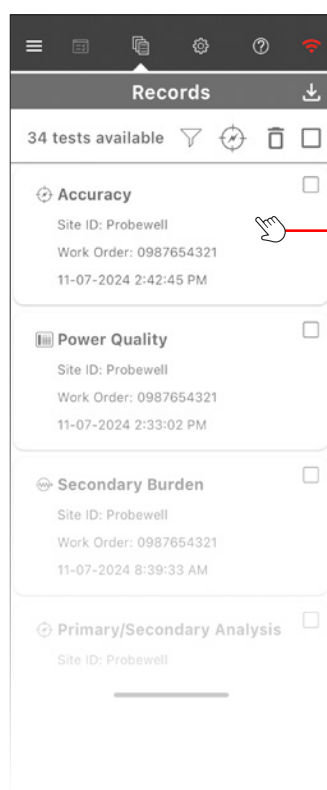 Records
34 tests available
Accuracy
Site ID: Probewell
Work Order: 0987654321
11-07-2024 2:42:45 PM
Power Quality
Site ID: Probewell
Work Order: 0987654321
11-07-2024 2:33:02 PM
Secondary Burden
Site ID: Probewell
Work Order: 0987654321
11-07-2024 8:39:33 AM
Primary/Secondary Analysis
Site ID: Probewell